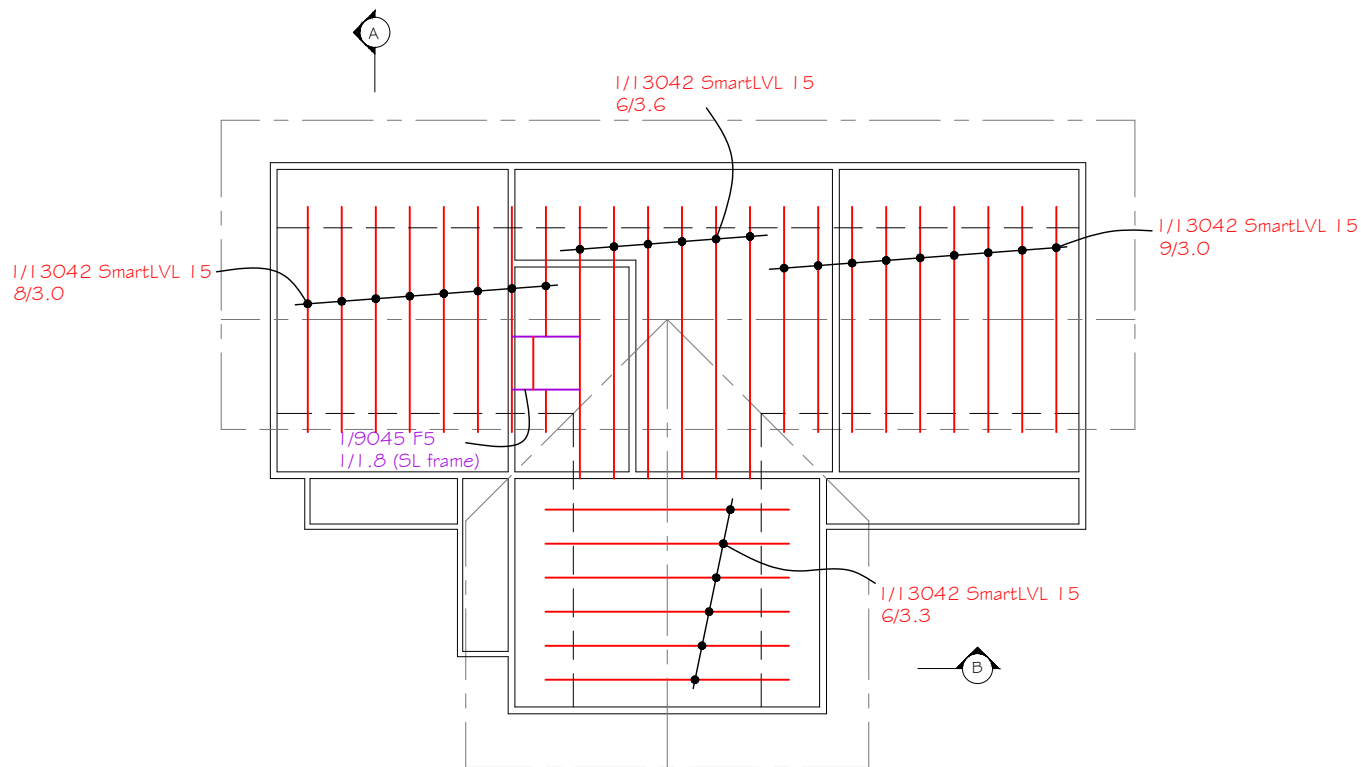 A
1/13042 SmartLVL 15
6/3.6
1/13042 SmartLVL 15
9/3.0
1/13042 SmartLVL 15
8/3.0
1/9045 F5
1/1.8 (SL frame)
1/13042 SmartLVL 15
6/3.3
B